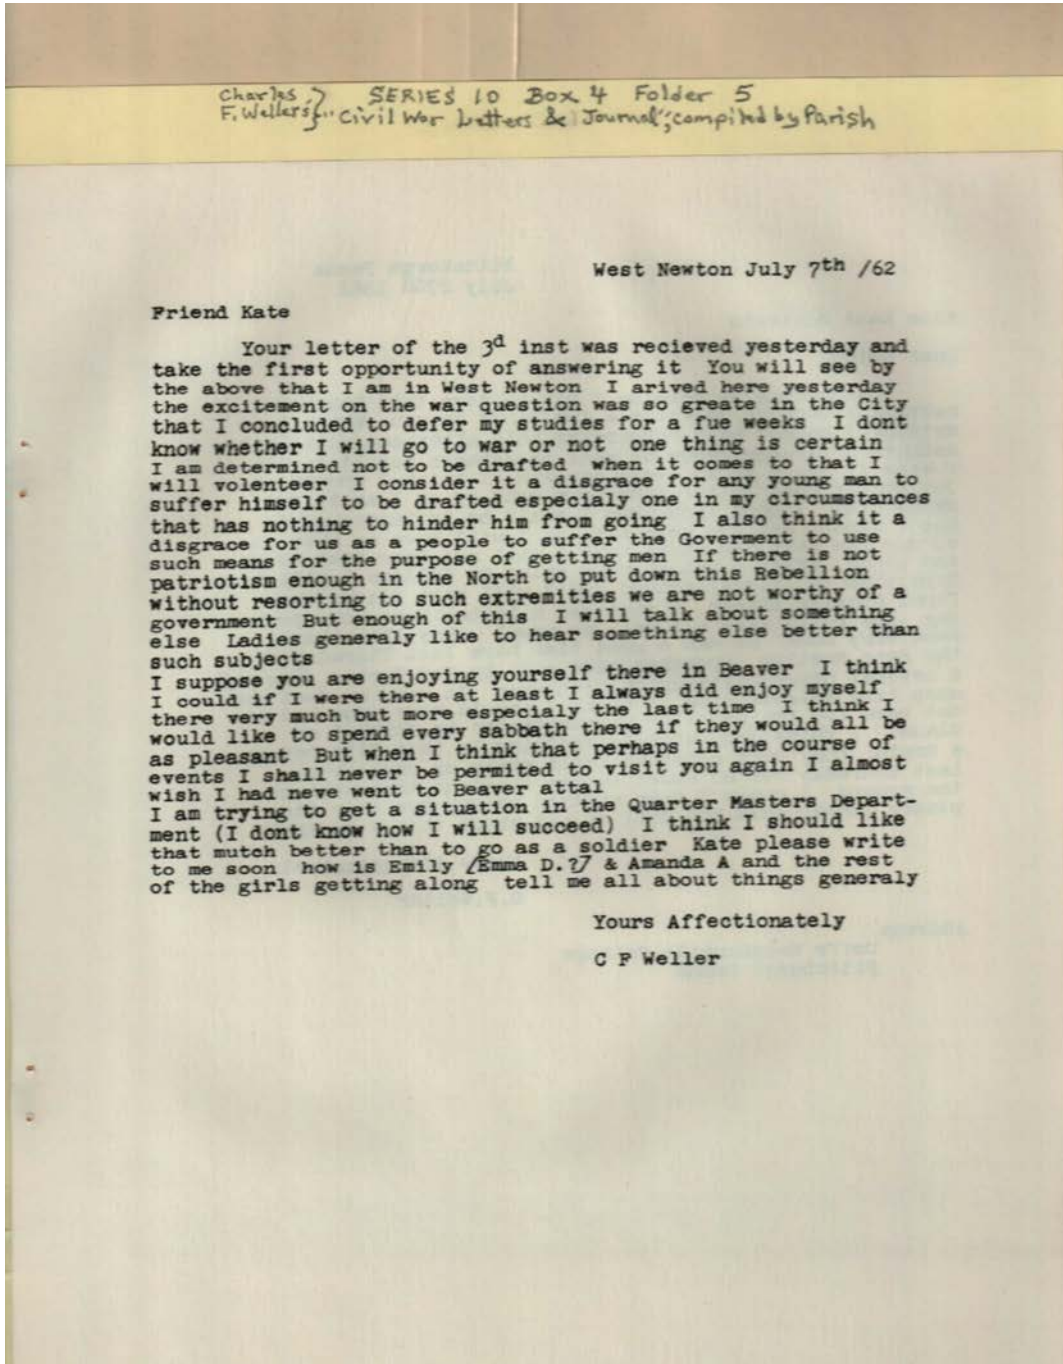 Charles } SERIES 10 Box 4 Folder 5
F. Wellers } "Civil War Letters & Journal"; compiled by Parish
West Newton July 7th /62
Friend Kate
Your letter of the 3d inst was recieved yesterday and
take the first opportunity of answering it You will see by
the above that I am in West Newton I arived here yesterday
the excitement on the war question was so greate in the City
that I concluded to defer my studies for a fue weeks I dont
know whether I will go to war or not one thing is certain
I am determined not to be drafted when it comes to that I
will volenteer I consider it a disgrace for any young man to
suffer himself to be drafted especialy one in my circumstances
that has nothing to hinder him from going I also think it a
disgrace for us as a people to suffer the Goverment to use
such means for the purpose of getting men If there is not
patriotism enough in the North to put down this Rebellion
without resorting to such extremities we are not worthy of a
government But enough of this I will talk about something
else Ladies generaly like to hear something else better than
such subjects
I suppose you are enjoying yourself there in Beaver I think
I could if I were there at least I always did enjoy myself
there very much but more especialy the last time I think I
would like to spend every sabbath there if they would all be
as pleasant But when I think that perhaps in the course of
events I shall never be permited to visit you again I almost
wish I had neve went to Beaver attal
I am trying to get a situation in the Quarter Masters Depart-
ment (I dont know how I will succeed) I think I should like
that mutch better than to go as a soldier Kate please write
to me soon how is Emily [Emma D.?] & Amanda A and the rest
of the girls getting along tell me all about things generaly
Yours Affectionately
C F Weller